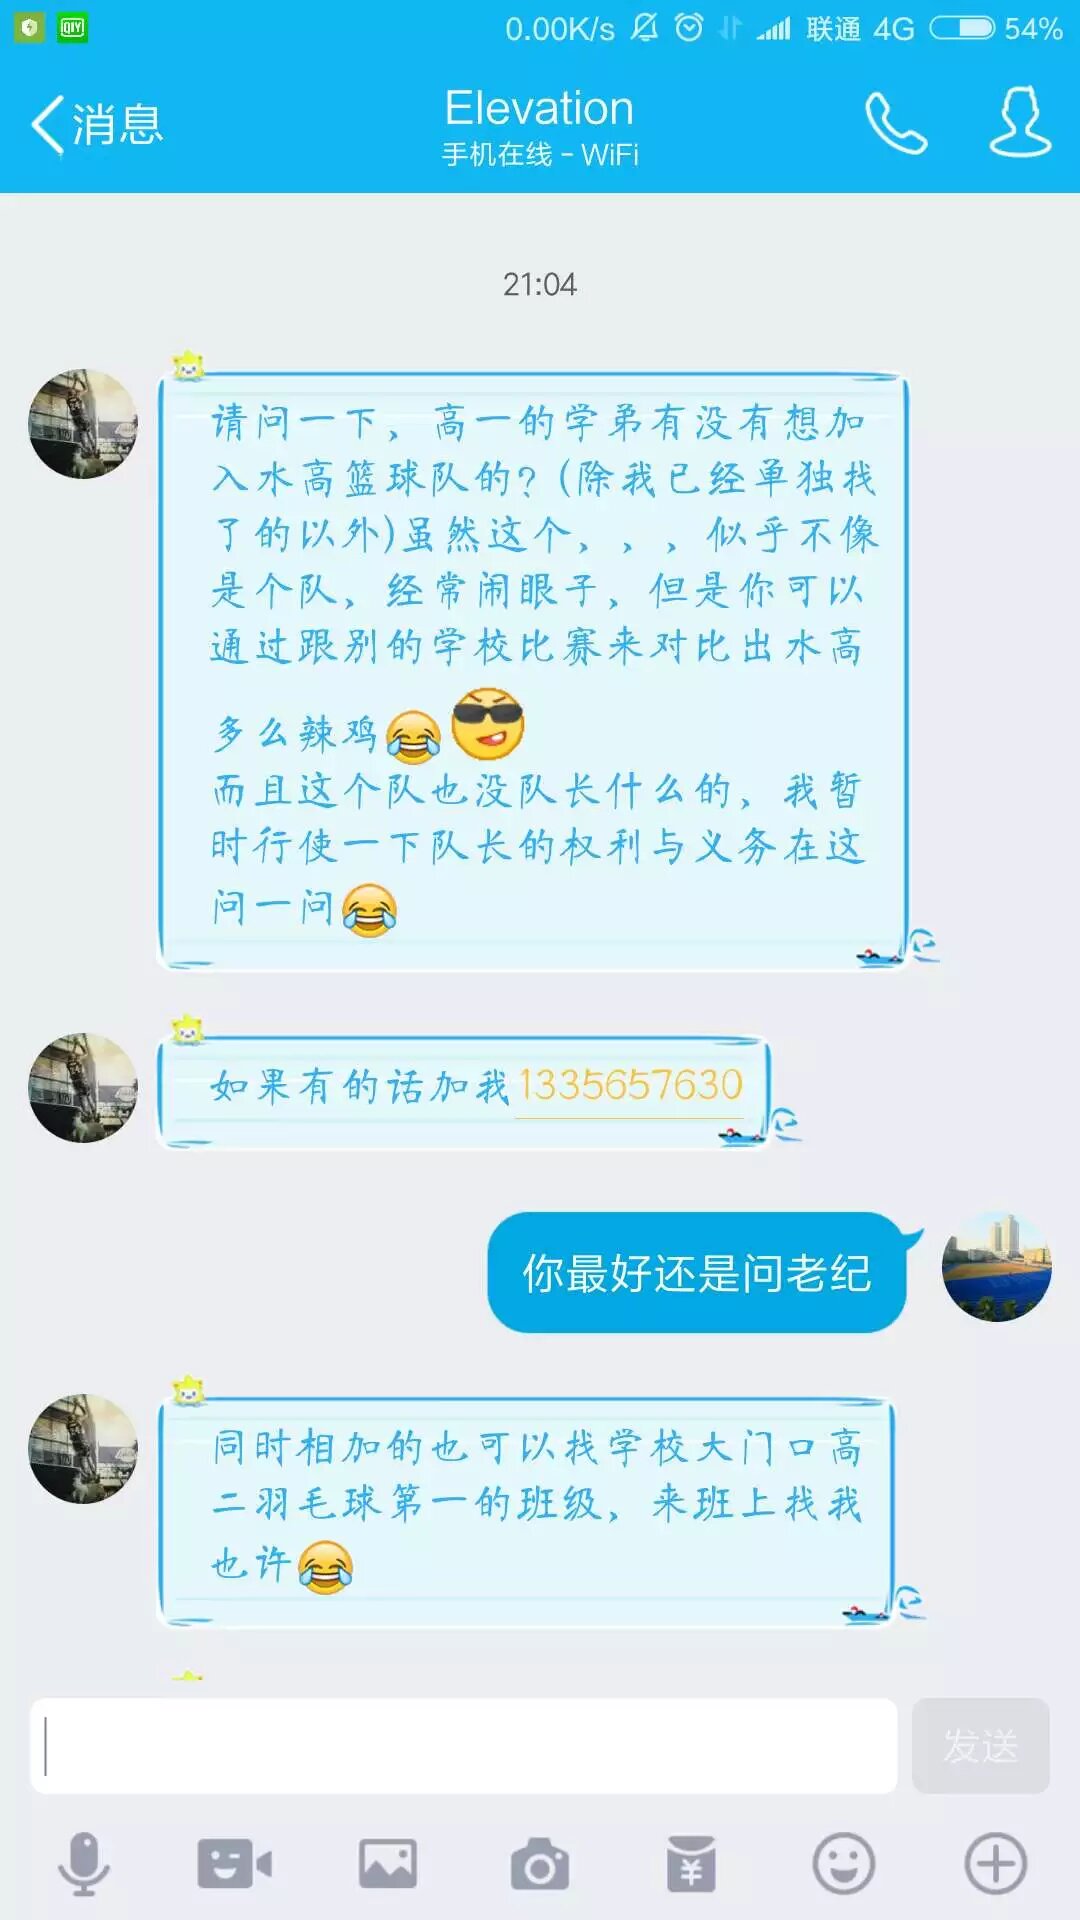 QIY
0.00K/s 联通 4G 54%
消息
Elevation
手机在线 - WiFi
21:04
请问一下，高一的学弟有没有想加
入水高篮球队的？(除我已经单独找
了的以外)虽然这个，，，似乎不像
是个队，经常闹眼子，但是你可以
通过跟别的学校比赛来对比出水高
多么辣鸡😂😎
而且这个队也没队长什么的，我暂
时行使一下队长的权利与义务在这
问一问😂
如果有的话加我1335657630
你最好还是问老纪
同时相加的也可以找学校大门口高
二羽毛球第一的班级，来班上找我
也许😂
发送